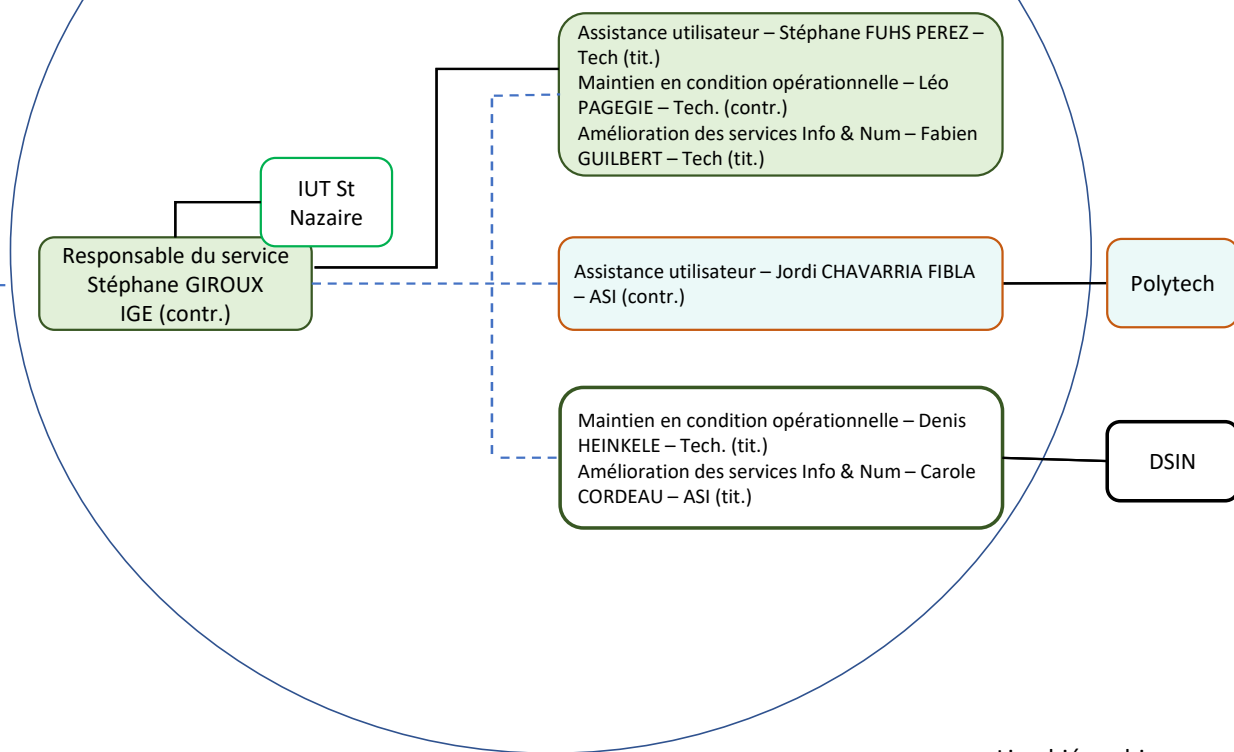 Assistance utilisateur – Stéphane FUHS PEREZ –
Tech (tit.)
Maintien en condition opérationnelle – Léo
PAGEGIE – Tech. (contr.)
Amélioration des services Info & Num – Fabien
GUILBERT – Tech (tit.)
IUT St
Nazaire
Responsable du service
Stéphane GIROUX
IGE (contr.)
Assistance utilisateur – Jordi CHAVARRIA FIBLA
– ASI (contr.)
Polytech
Maintien en condition opérationnelle – Denis
HEINKELE – Tech. (tit.)
Amélioration des services Info & Num – Carole
CORDEAU – ASI (tit.)
DSIN